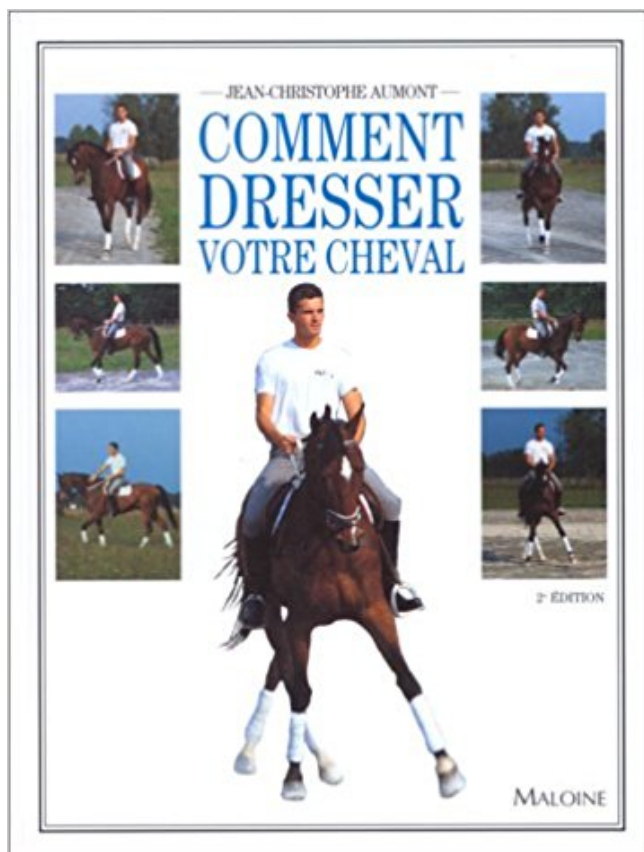 JEAN-CHRISTOPHE AUMONT
COMMENT
DRESSER
VOTRE CHEVAL
2e ÉDITION
MALOINE